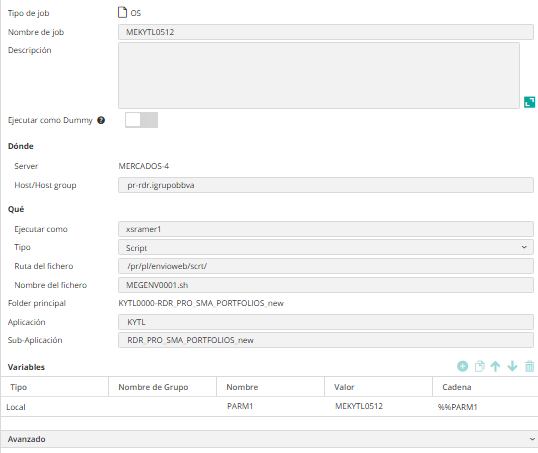 Tipo de job OS
Nombre de job MEKYTL0512
Descripción
Ejecutar como Dummy ?
Dónde
Server MERCADOS-4
Host/Host group pr-rdr.igrupobbva
Qué
Ejecutar como xsramer1
Tipo Script
Ruta del fichero /pr/pl/envioweb/scrt/
Nombre del fichero MEGENV0001.sh
Folder principal KYTL0000-RDR_PRO_SMA_PORTFOLIOS_new
Aplicación KYTL
Sub-Aplicación RDR_PRO_SMA_PORTFOLIOS_new
Variables
Tipo Nombre de Grupo Nombre Valor Cadena
Local PARM1 MEKYTL0512 %%PARM1
Avanzado